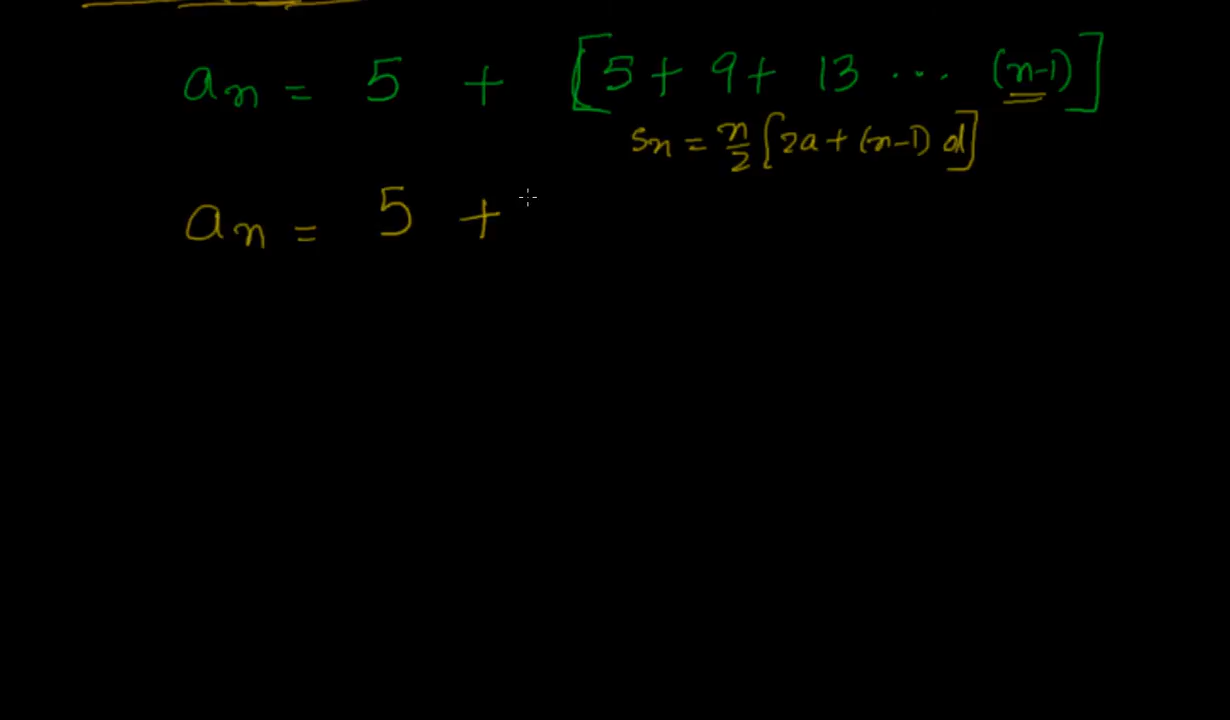 an = 5 + [5 + 9 + 13 ... (n-1)]
Sn = n/2 [2a + (n-1) d]
an = 5 +